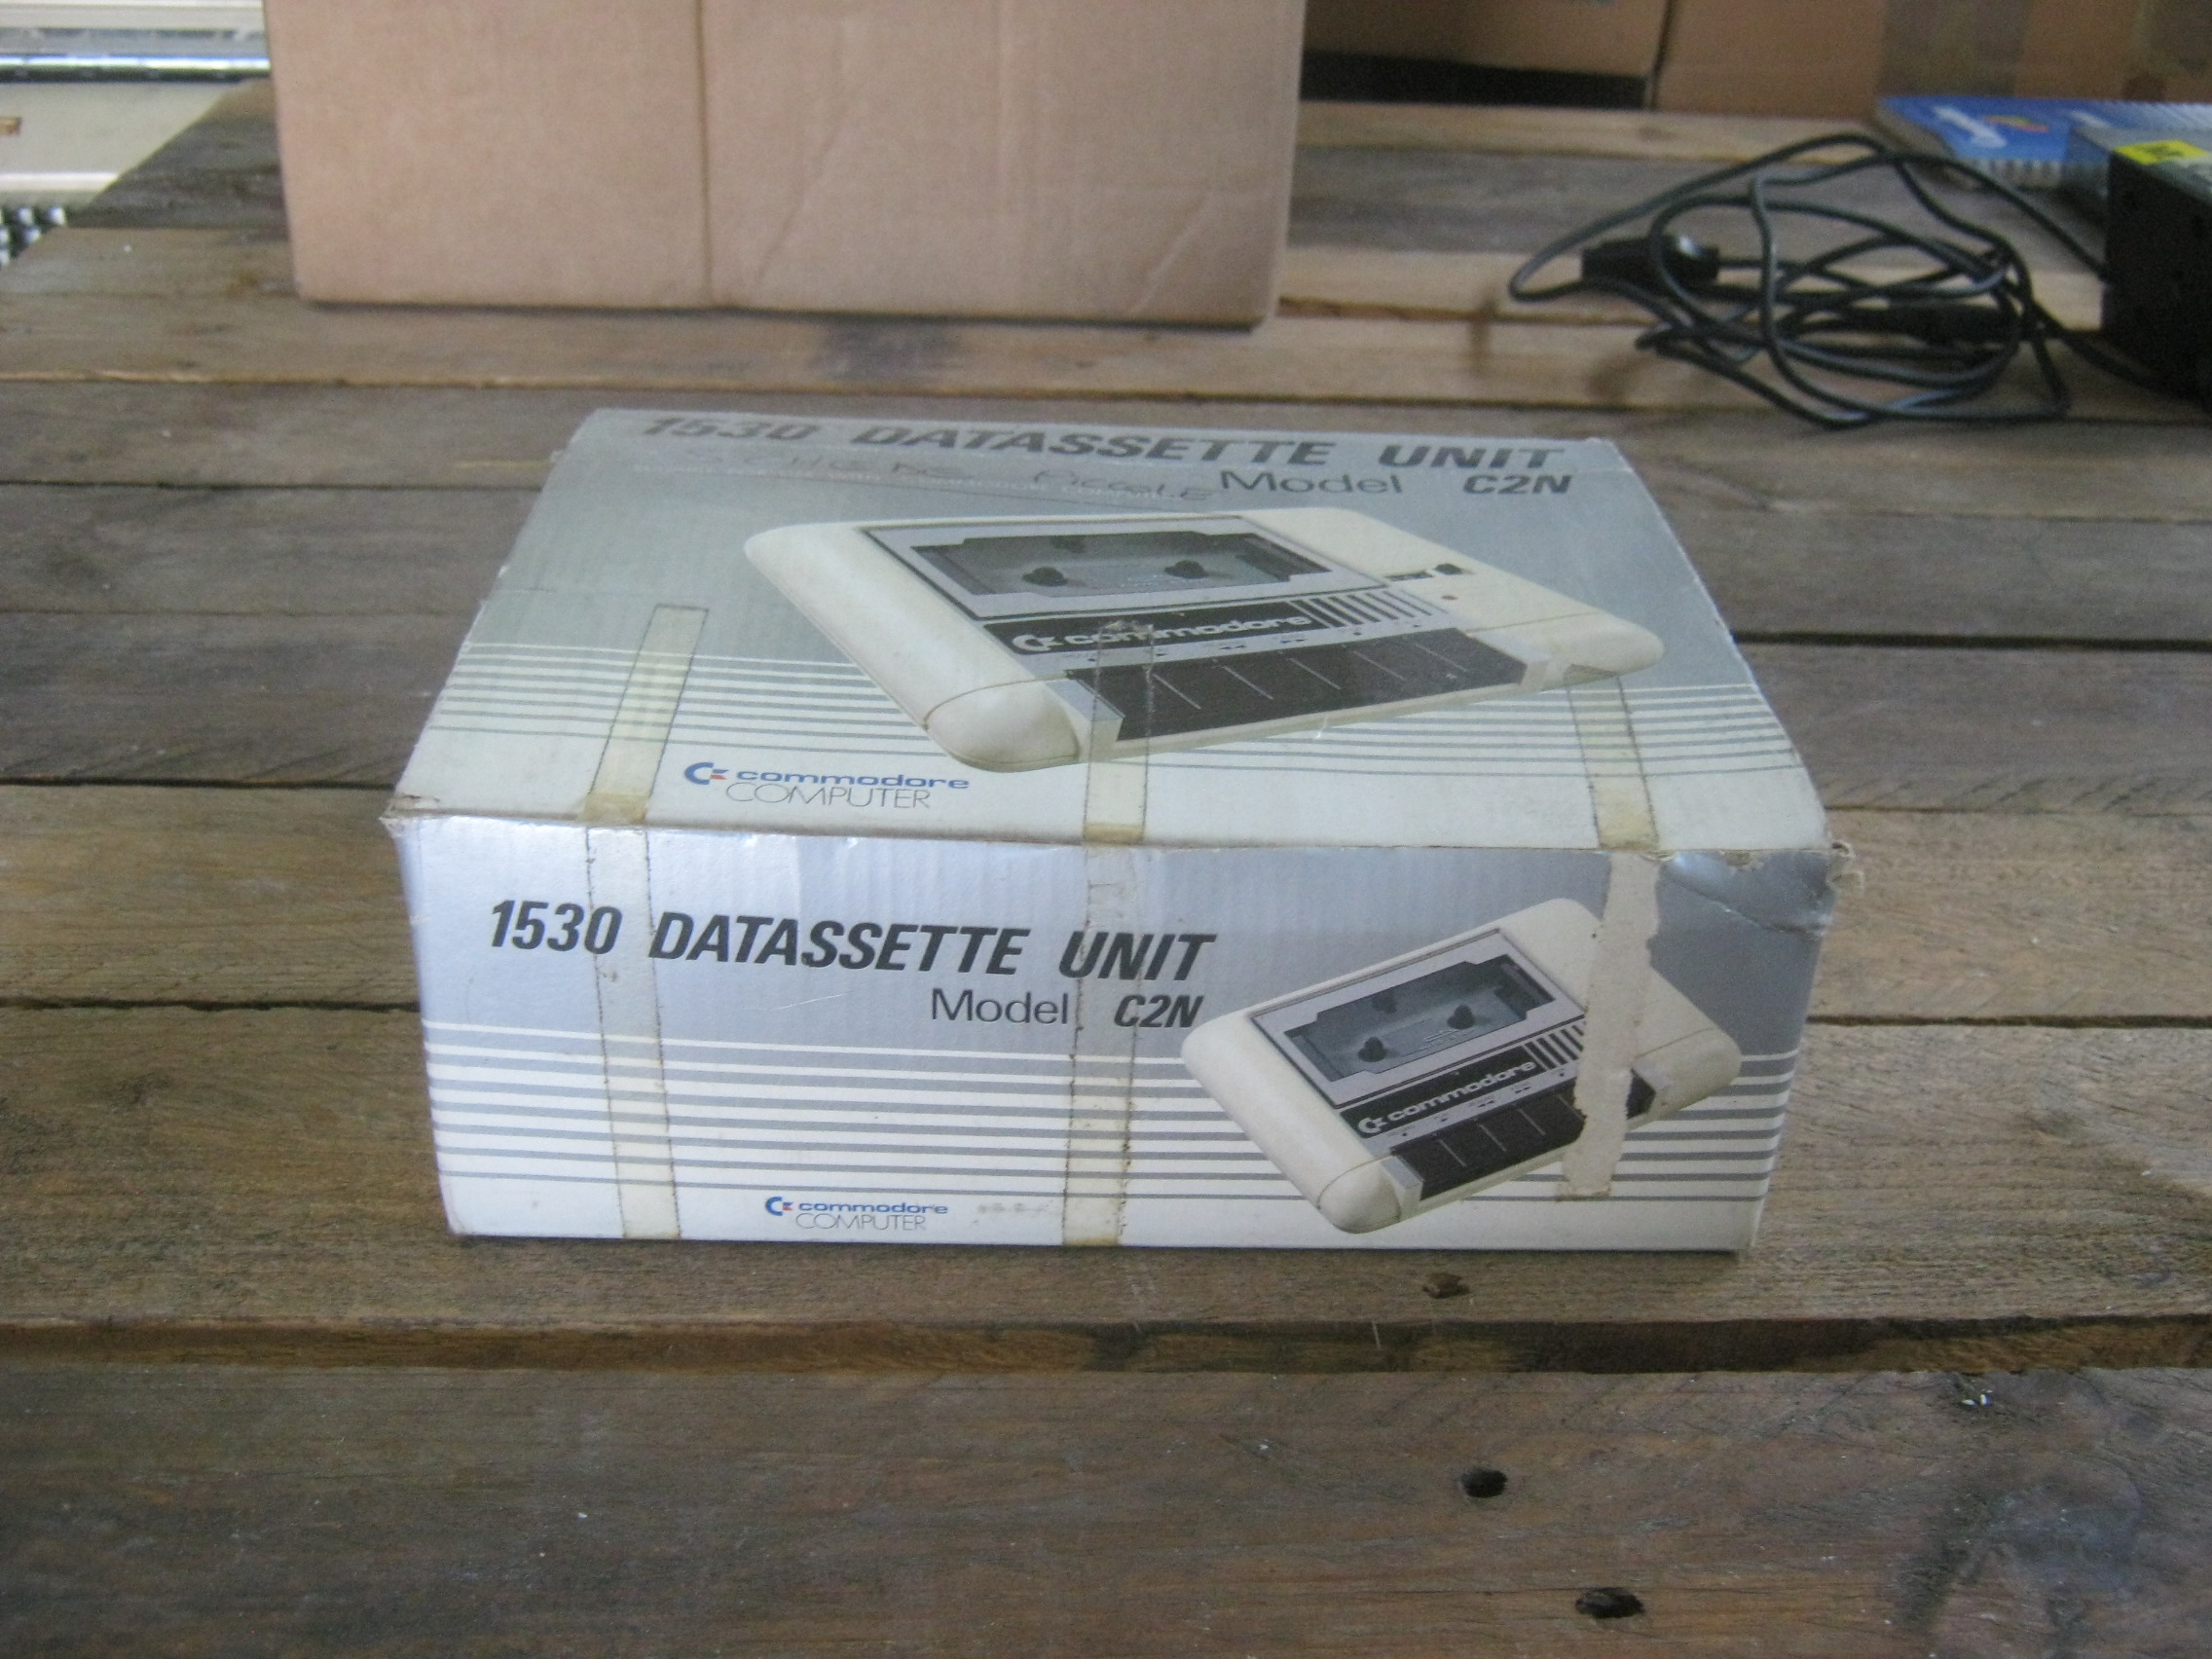 1530 DATASSETTE UNIT
Model C2N
commodore
commodore
COMPUTER
1530 DATASSETTE UNIT
Model C2N
commodore
commodore
COMPUTER